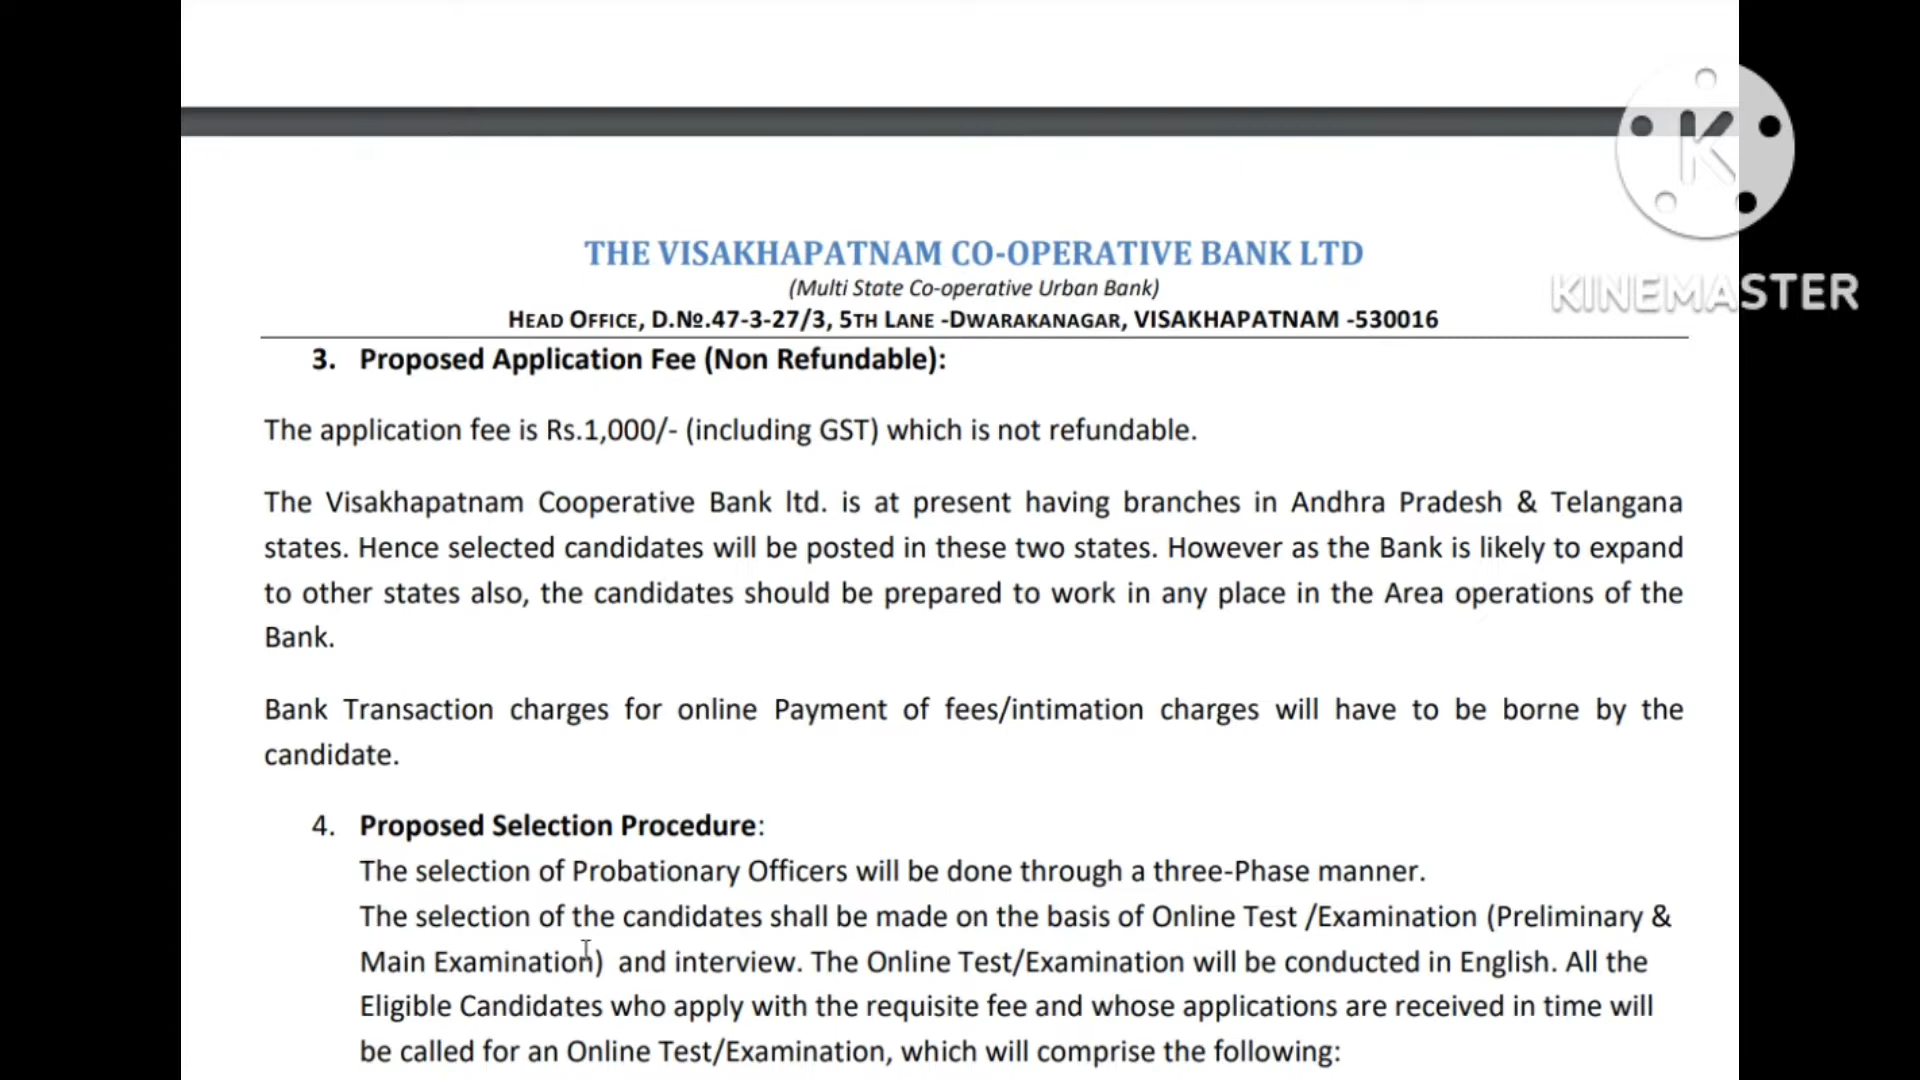 THE VISAKHAPATNAM CO-OPERATIVE BANK LTD
(Multi State Co-operative Urban Bank)
HEAD OFFICE, D.№.47-3-27/3, 5TH LANE -DWARAKANAGAR, VISAKHAPATNAM -530016
KINEMASTER
3. Proposed Application Fee (Non Refundable):
The application fee is Rs.1,000/- (including GST) which is not refundable.
The Visakhapatnam Cooperative Bank ltd. is at present having branches in Andhra Pradesh & Telangana
states. Hence selected candidates will be posted in these two states. However as the Bank is likely to expand
to other states also, the candidates should be prepared to work in any place in the Area operations of the
Bank.
Bank Transaction charges for online Payment of fees/intimation charges will have to be borne by the
candidate.
4. Proposed Selection Procedure:
The selection of Probationary Officers will be done through a three-Phase manner.
The selection of the candidates shall be made on the basis of Online Test /Examination (Preliminary &
Main Examination) and interview. The Online Test/Examination will be conducted in English. All the
Eligible Candidates who apply with the requisite fee and whose applications are received in time will
be called for an Online Test/Examination, which will comprise the following: